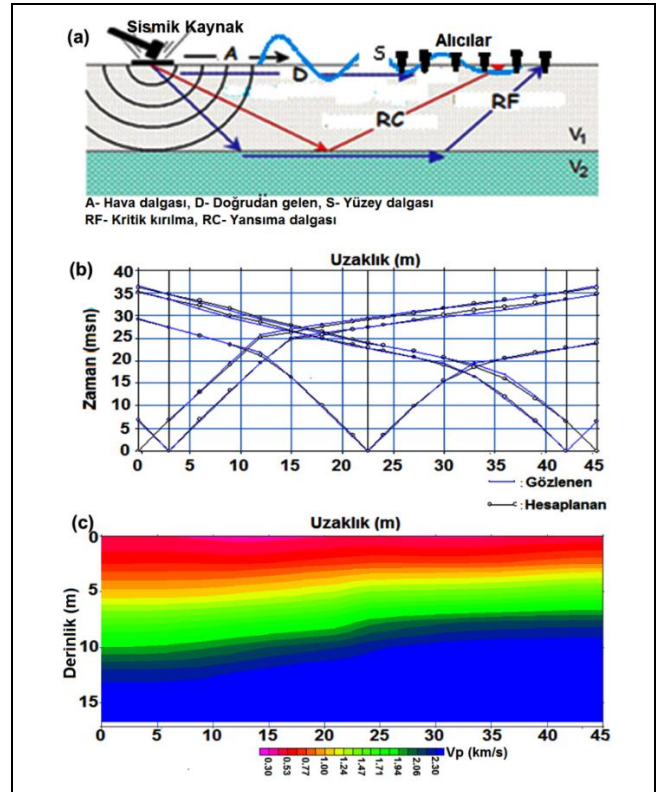 (a)
Sismik Kaynak
A
D
S
Alıcılar
RC
RF
V1
V2
A- Hava dalgası, D- Doğrudan gelen, S- Yüzey dalgası
RF- Kritik kırılma, RC- Yansıma dalgası
(b)
Uzaklık (m)
Zaman (msn)
40
35
30
25
20
15
10
5
0
0 5 10 15 20 25 30 35 40 45
: Gözlenen
: Hesaplanan
(c)
Uzaklık (m)
Derinlik (m)
0
5
10
15
0 5 10 15 20 25 30 35 40 45
Vp (km/s)
0.30 0.53 0.77 1.00 1.24 1.47 1.71 1.94 2.06 2.30